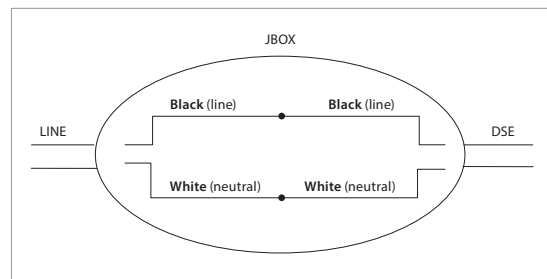 JBOX
Black (line) Black (line)
LINE DSE
White (neutral) White (neutral)